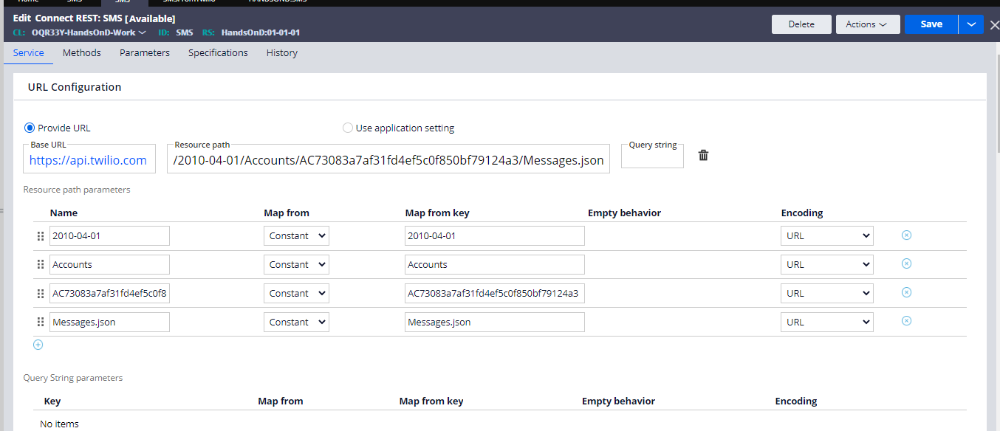 Home SMS SMS SMSFromTwilio HANDSOND:SMS
Edit Connect REST: SMS [Available]
CL: OQR33Y-HandsOnD-Work ID: SMS RS: HandsOnD:01-01-01
Delete Actions Save
Service Methods Parameters Specifications History
URL Configuration
Provide URL Use application setting
Base URL Resource path Query string
https://api.twilio.com /2010-04-01/Accounts/AC73083a7af31fd4ef5c0f850bf79124a3/Messages.json
Resource path parameters
Name Map from Map from key Empty behavior Encoding
2010-04-01 Constant 2010-04-01 URL
Accounts Constant Accounts URL
AC73083a7af31fd4ef5c0f8 Constant AC73083a7af31fd4ef5c0f850bf79124a3 URL
Messages.json Constant Messages.json URL
Query String parameters
Key Map from Map from key Empty behavior Encoding
No items